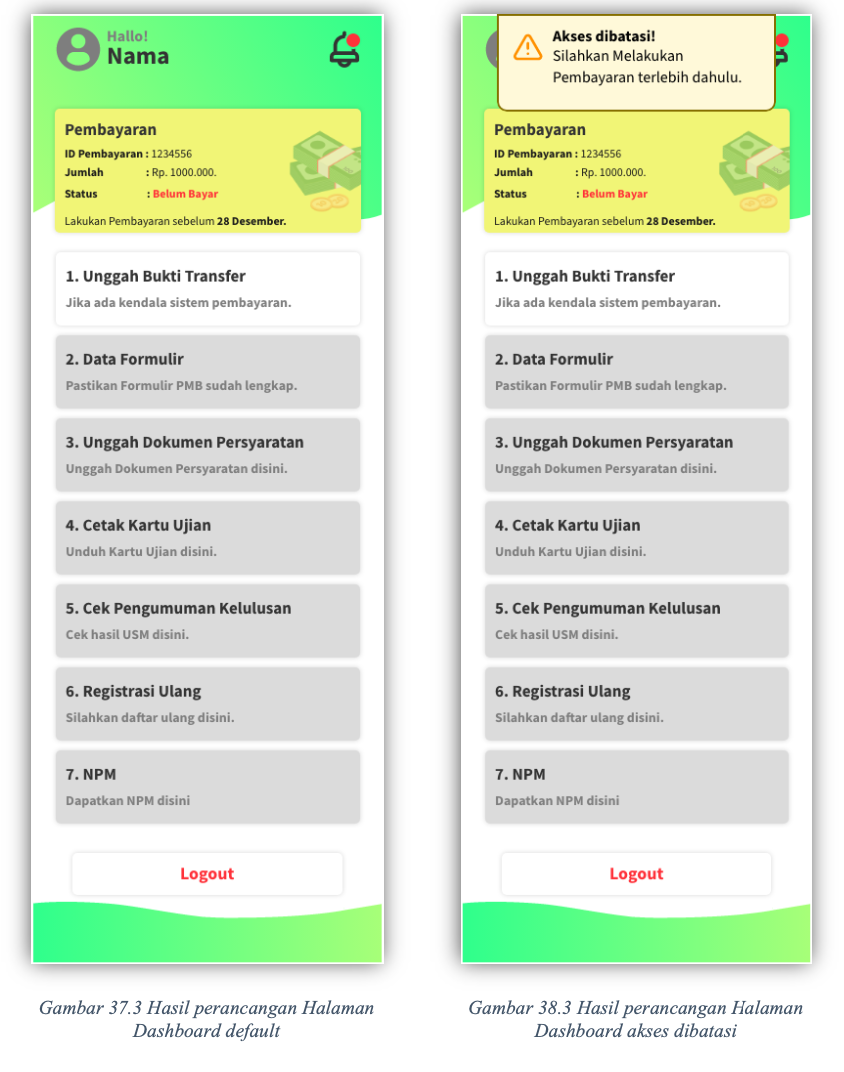 Hallo!
Nama
Pembayaran
ID Pembayaran : 1234556
Jumlah : Rp. 1000.000.
Status : Belum Bayar
Lakukan Pembayaran sebelum 28 Desember.
1. Unggah Bukti Transfer
Jika ada kendala sistem pembayaran.
2. Data Formulir
Pastikan Formulir PMB sudah lengkap.
3. Unggah Dokumen Persyaratan
Unggah Dokumen Persyaratan disini.
4. Cetak Kartu Ujian
Unduh Kartu Ujian disini.
5. Cek Pengumuman Kelulusan
Cek hasil USM disini.
6. Registrasi Ulang
Silahkan daftar ulang disini.
7. NPM
Dapatkan NPM disini
Logout
Gambar 37.3 Hasil perancangan Halaman
Dashboard default
Akses dibatasi!
Silahkan Melakukan
Pembayaran terlebih dahulu.
Pembayaran
ID Pembayaran : 1234556
Jumlah : Rp. 1000.000.
Status : Belum Bayar
Lakukan Pembayaran sebelum 28 Desember.
1. Unggah Bukti Transfer
Jika ada kendala sistem pembayaran.
2. Data Formulir
Pastikan Formulir PMB sudah lengkap.
3. Unggah Dokumen Persyaratan
Unggah Dokumen Persyaratan disini.
4. Cetak Kartu Ujian
Unduh Kartu Ujian disini.
5. Cek Pengumuman Kelulusan
Cek hasil USM disini.
6. Registrasi Ulang
Silahkan daftar ulang disini.
7. NPM
Dapatkan NPM disini
Logout
Gambar 38.3 Hasil perancangan Halaman
Dashboard akses dibatasi